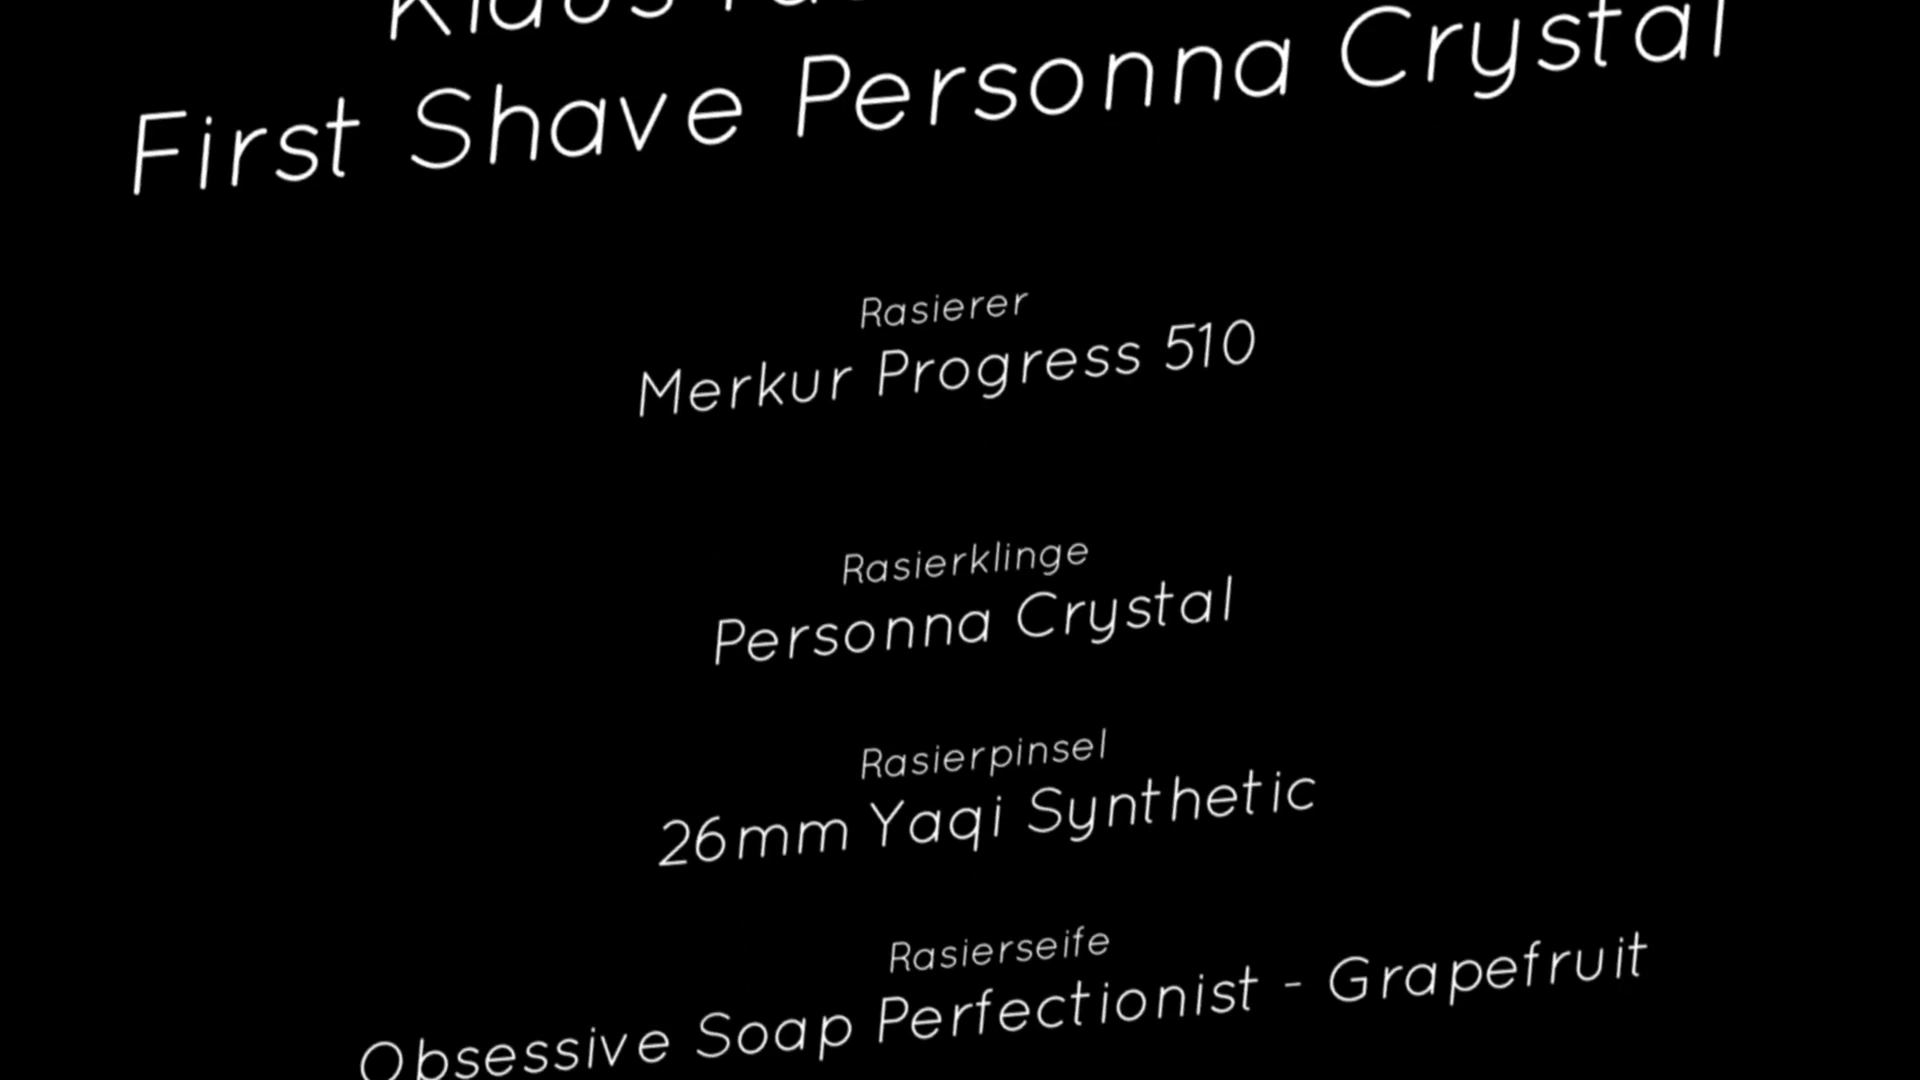 First Shave Personna Crystal
Rasierer
Merkur Progress 510
Rasierklinge
Personna Crystal
Rasierpinsel
26mm Yaqi Synthetic
Rasierseife
Obsessive Soap Perfectionist - Grapefruit